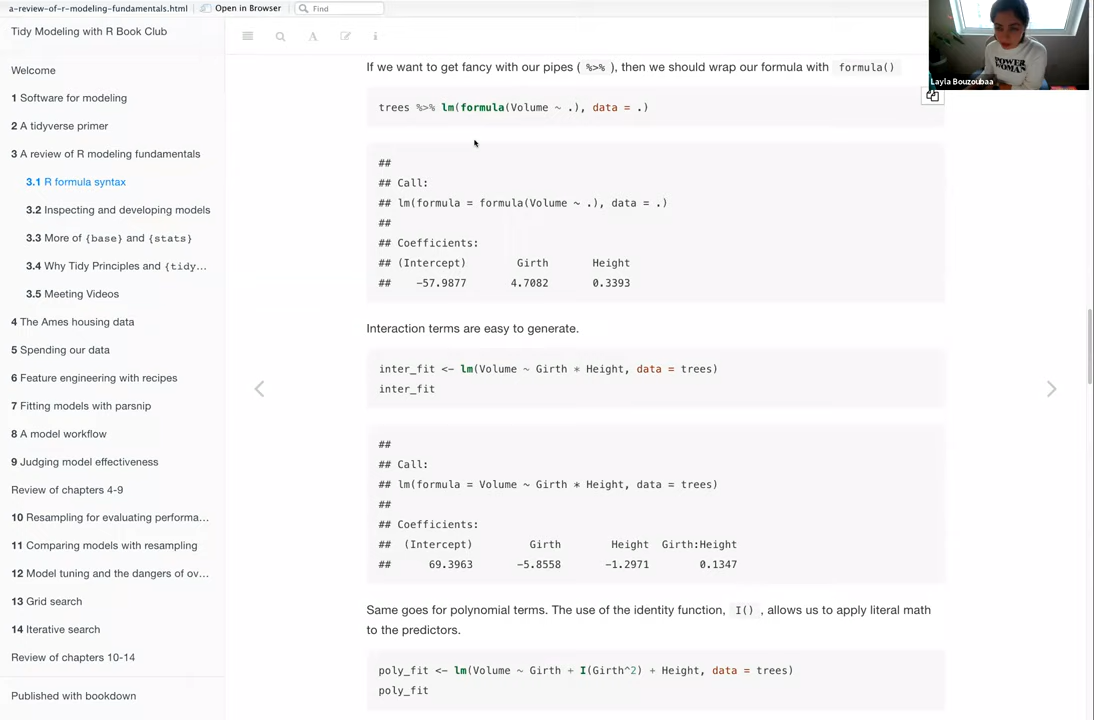 a-review-of-r-modeling-fundamentals.html
Open in Browser
Find
Tidy Modeling with R Book Club
Welcome
1 Software for modeling
2 A tidyverse primer
3 A review of R modeling fundamentals
3.1 R formula syntax
3.2 Inspecting and developing models
3.3 More of {base} and {stats}
3.4 Why Tidy Principles and {tidy…
3.5 Meeting Videos
4 The Ames housing data
5 Spending our data
6 Feature engineering with recipes
7 Fitting models with parsnip
8 A model workflow
9 Judging model effectiveness
Review of chapters 4-9
10 Resampling for evaluating performa…
11 Comparing models with resampling
12 Model tuning and the dangers of ov…
13 Grid search
14 Iterative search
Review of chapters 10-14
Published with bookdown
A
i
If we want to get fancy with our pipes ( %>% ), then we should wrap our formula with formula()
trees %>% lm(formula(Volume ~ .), data = .)
##
## Call:
## lm(formula = formula(Volume ~ .), data = .)
##
## Coefficients:
## (Intercept) Girth Height
## -57.9877 4.7082 0.3393
Interaction terms are easy to generate.
inter_fit <- lm(Volume ~ Girth * Height, data = trees)
inter_fit
##
## Call:
## lm(formula = Volume ~ Girth * Height, data = trees)
##
## Coefficients:
## (Intercept) Girth Height Girth:Height
## 69.3963 -5.8558 -1.2971 0.1347
Same goes for polynomial terms. The use of the identity function, I() , allows us to apply literal math
to the predictors.
poly_fit <- lm(Volume ~ Girth + I(Girth^2) + Height, data = trees)
poly_fit
POWER
WOMAN
Layla Bouzoubaa